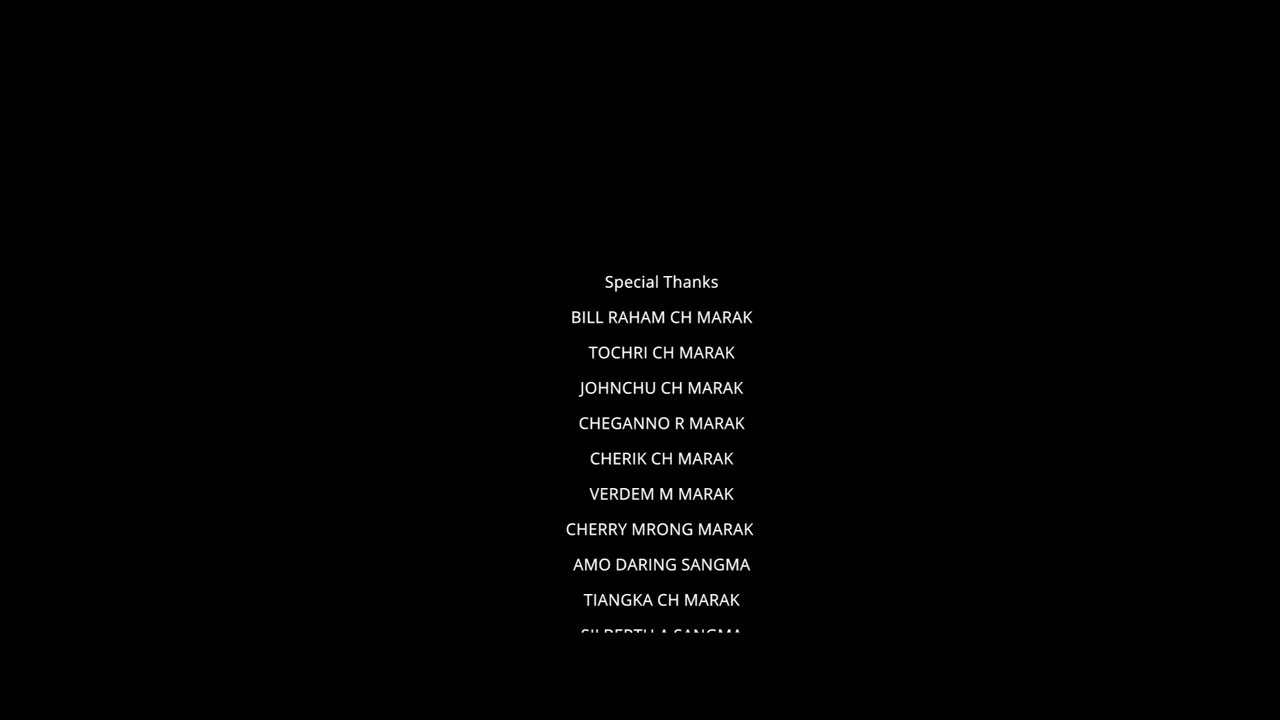 Special Thanks
BILL RAHAM CH MARAK
TOCHRI CH MARAK
JOHNCHU CH MARAK
CHEGANNO R MARAK
CHERIK CH MARAK
VERDEM M MARAK
CHERRY MRONG MARAK
AMO DARING SANGMA
TIANGKA CH MARAK
A SANGMA